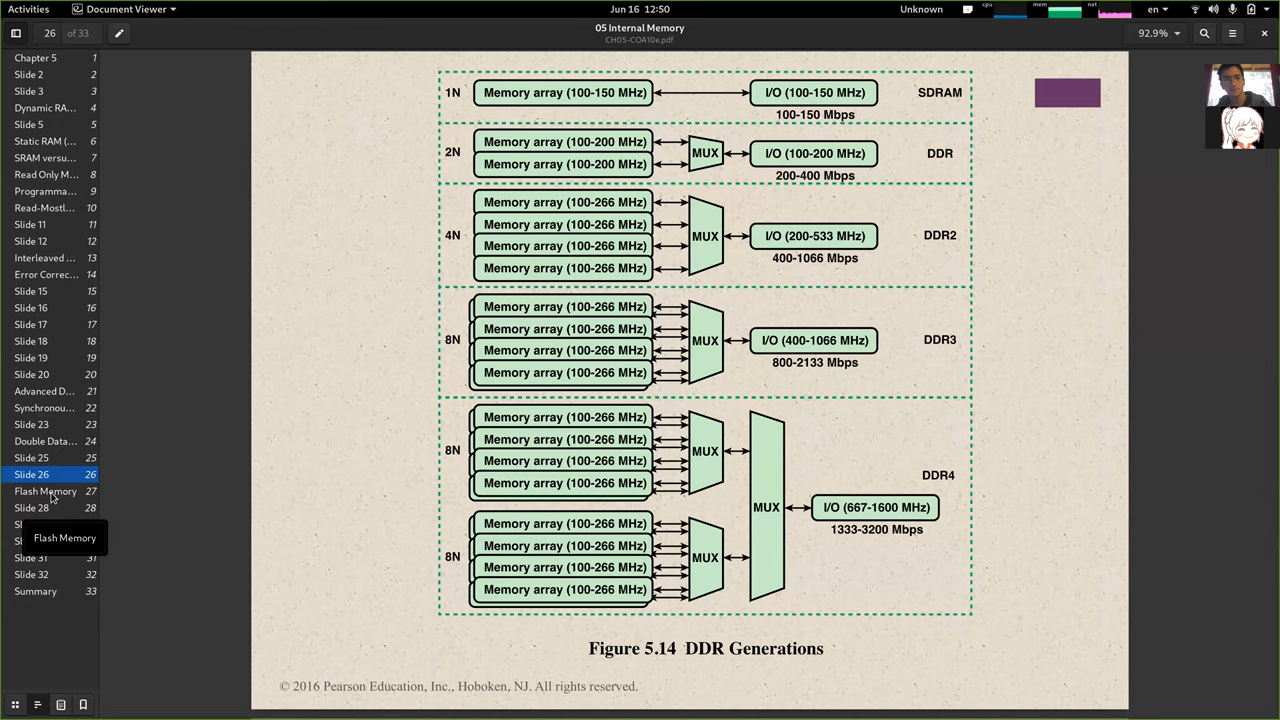 Activities
Document Viewer
Jun 16 12:50
Unknown
cpu
mem
net
en
26 of 33
05 Internal Memory
CH05-COA10e.pdf
92.9%
Chapter 5 1
Slide 2 2
Slide 3 3
Dynamic RA... 4
Slide 5 5
Static RAM (... 6
SRAM versu... 7
Read Only M... 8
Programma... 9
Read-Mostl... 10
Slide 11 11
Slide 12 12
Interleaved ... 13
Error Correc... 14
Slide 15 15
Slide 16 16
Slide 17 17
Slide 18 18
Slide 19 19
Slide 20 20
Advanced D... 21
Synchronou... 22
Slide 23 23
Double Data... 24
Slide 25 25
Slide 26 26
Flash Memory 27
Slide 28 28
Flash Memory
Slide 31 31
Slide 32 32
Summary 33
1N
Memory array (100-150 MHz)
I/O (100-150 MHz)
SDRAM
100-150 Mbps
2N
Memory array (100-200 MHz)
Memory array (100-200 MHz)
MUX
I/O (100-200 MHz)
DDR
200-400 Mbps
4N
Memory array (100-266 MHz)
Memory array (100-266 MHz)
Memory array (100-266 MHz)
Memory array (100-266 MHz)
MUX
I/O (200-533 MHz)
DDR2
400-1066 Mbps
8N
Memory array (100-266 MHz)
Memory array (100-266 MHz)
Memory array (100-266 MHz)
Memory array (100-266 MHz)
MUX
I/O (400-1066 MHz)
DDR3
800-2133 Mbps
8N
Memory array (100-266 MHz)
Memory array (100-266 MHz)
Memory array (100-266 MHz)
Memory array (100-266 MHz)
MUX
8N
Memory array (100-266 MHz)
Memory array (100-266 MHz)
Memory array (100-266 MHz)
Memory array (100-266 MHz)
MUX
MUX
DDR4
I/O (667-1600 MHz)
1333-3200 Mbps
Figure 5.14 DDR Generations
© 2016 Pearson Education, Inc., Hoboken, NJ. All rights reserved.